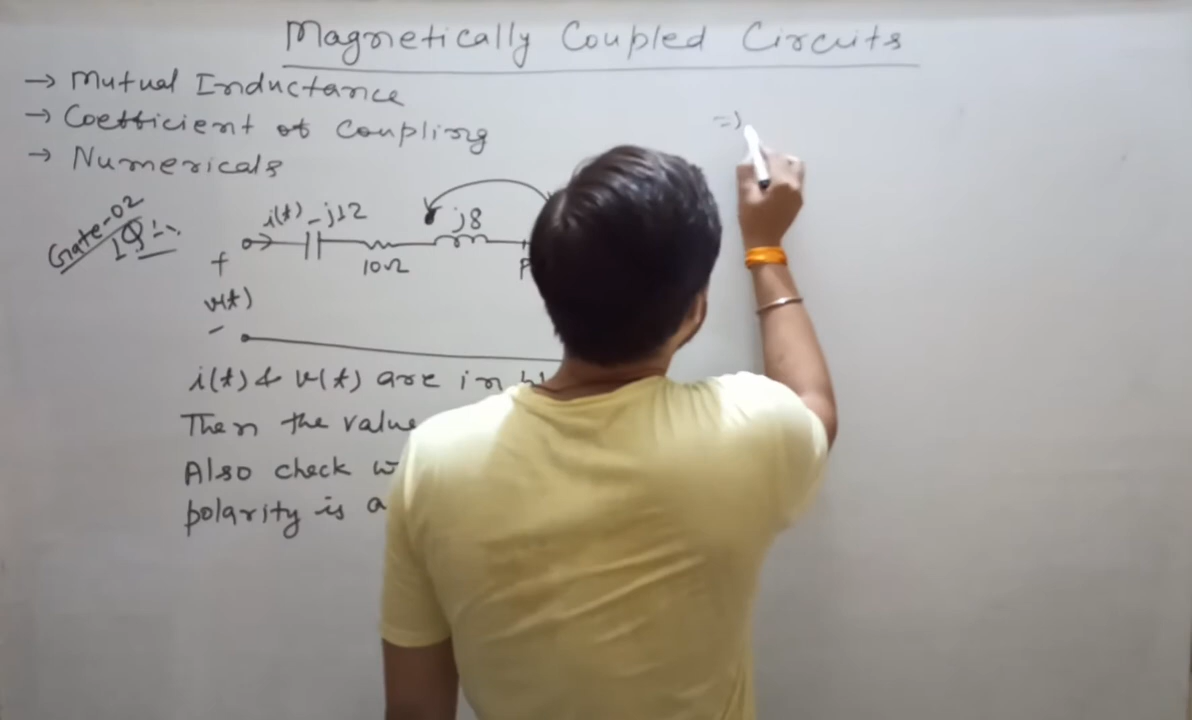 Magnetically Coupled Circuits
→ Mutual Inductance
→ Coefficient of Coupling
→ Numericals
Gate-02
1Q:-
i(t) -j12
j8
10Ω
P
+
v(t)
-
i(t) & v(t) are in
Then the value
Also check
polarity is
=>